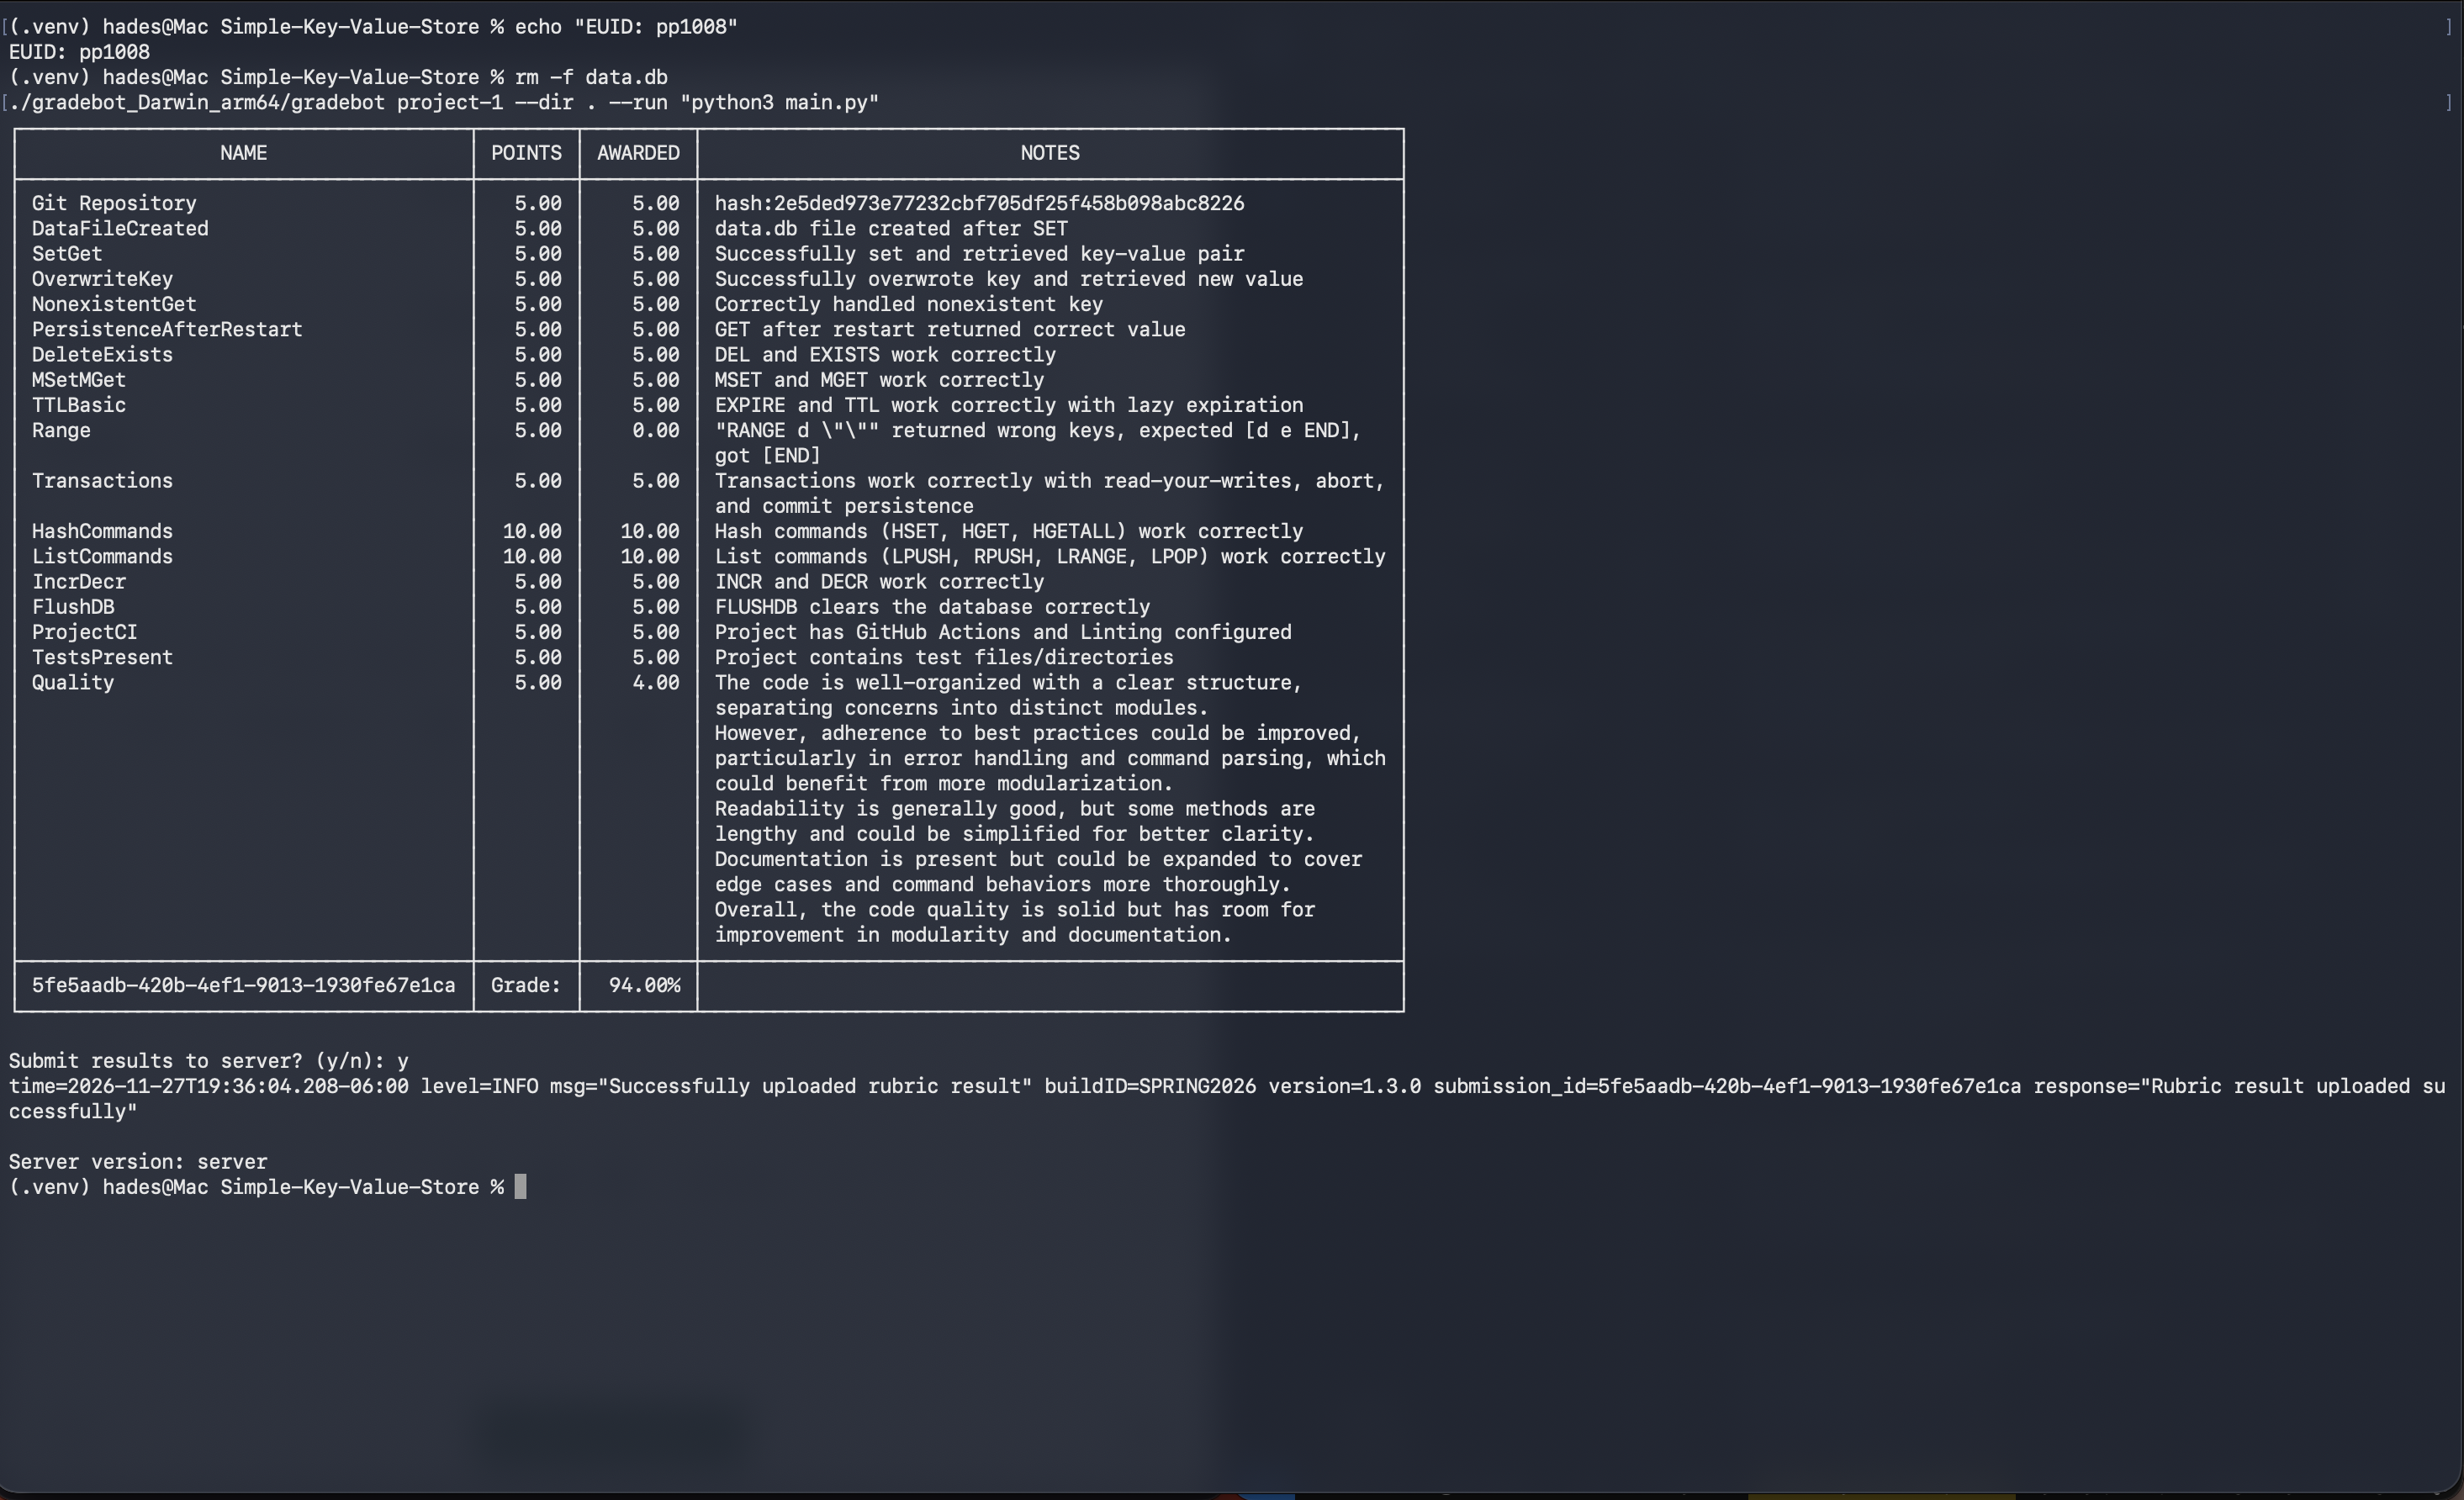 [(.venv) hades@Mac Simple-Key-Value-Store % echo "EUID: pp1008" ]
EUID: pp1008
(.venv) hades@Mac Simple-Key-Value-Store % rm -f data.db
[./gradebot_Darwin_arm64/gradebot project-1 --dir . --run "python3 main.py" ]
NAME POINTS AWARDED NOTES
Git Repository 5.00 5.00 hash:2e5ded973e77232cbf705df25f458b098abc8226
DataFileCreated 5.00 5.00 data.db file created after SET
SetGet 5.00 5.00 Successfully set and retrieved key-value pair
OverwriteKey 5.00 5.00 Successfully overwrote key and retrieved new value
NonexistentGet 5.00 5.00 Correctly handled nonexistent key
PersistenceAfterRestart 5.00 5.00 GET after restart returned correct value
DeleteExists 5.00 5.00 DEL and EXISTS work correctly
MSetMGet 5.00 5.00 MSET and MGET work correctly
TTLBasic 5.00 5.00 EXPIRE and TTL work correctly with lazy expiration
Range 5.00 0.00 "RANGE d \"\"" returned wrong keys, expected [d e END],
got [END]
Transactions 5.00 5.00 Transactions work correctly with read-your-writes, abort,
and commit persistence
HashCommands 10.00 10.00 Hash commands (HSET, HGET, HGETALL) work correctly
ListCommands 10.00 10.00 List commands (LPUSH, RPUSH, LRANGE, LPOP) work correctly
IncrDecr 5.00 5.00 INCR and DECR work correctly
FlushDB 5.00 5.00 FLUSHDB clears the database correctly
ProjectCI 5.00 5.00 Project has GitHub Actions and Linting configured
TestsPresent 5.00 5.00 Project contains test files/directories
Quality 5.00 4.00 The code is well-organized with a clear structure,
separating concerns into distinct modules.
However, adherence to best practices could be improved,
particularly in error handling and command parsing, which
could benefit from more modularization.
Readability is generally good, but some methods are
lengthy and could be simplified for better clarity.
Documentation is present but could be expanded to cover
edge cases and command behaviors more thoroughly.
Overall, the code quality is solid but has room for
improvement in modularity and documentation.
5fe5aadb-420b-4ef1-9013-1930fe67e1ca Grade: 94.00%
Submit results to server? (y/n): y
time=2026-11-27T19:36:04.208-06:00 level=INFO msg="Successfully uploaded rubric result" buildID=SPRING2026 version=1.3.0 submission_id=5fe5aadb-420b-4ef1-9013-1930fe67e1ca response="Rubric result uploaded su
ccessfully"
Server version: server
(.venv) hades@Mac Simple-Key-Value-Store %